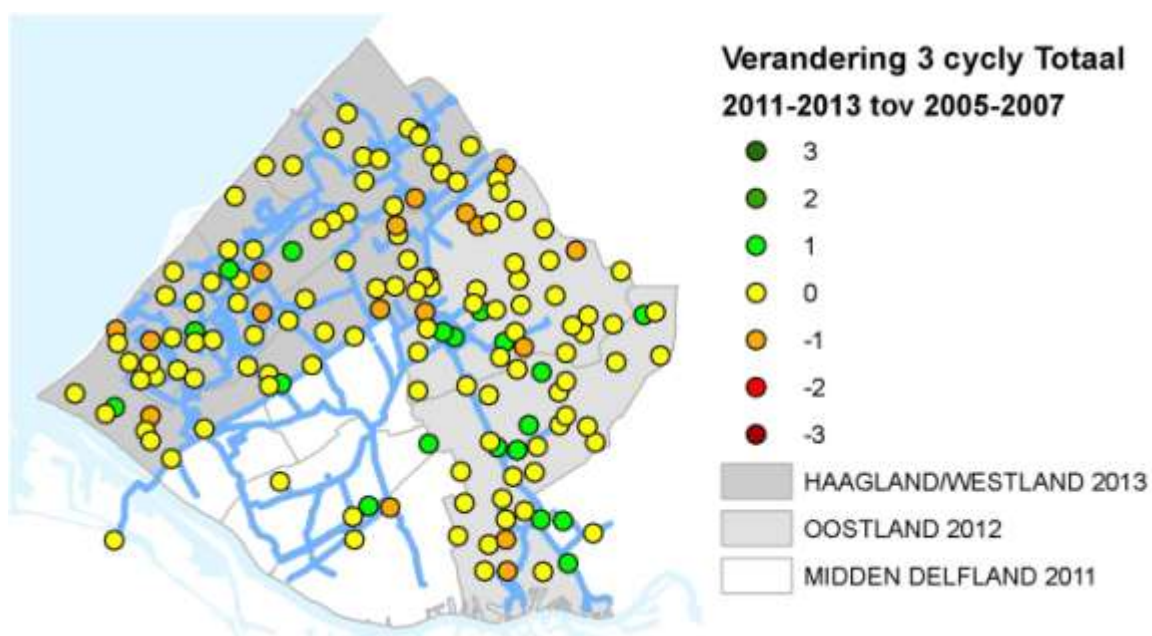 Verandering 3 cycly Totaal
2011-2013 tov 2005-2007
3
2
1
0
-1
-2
-3
HAAGLAND/WESTLAND 2013
OOSTLAND 2012
MIDDEN DELFLAND 2011